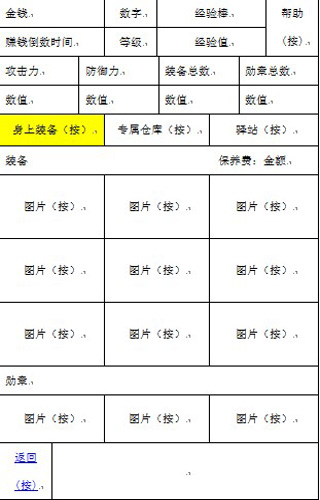 金钱 数字 经验棒 帮助
赚钱倒数时间 等级 经验值 （按）
攻击力 防御力 装备总数 勋章总数
数值 数值 数值 数值
身上装备（按） 专属仓库（按） 驿站（按）
装备 保养费：金额
图片（按） 图片（按） 图片（按）
图片（按） 图片（按） 图片（按）
图片（按） 图片（按） 图片（按）
勋章
图片（按） 图片（按） 图片（按）
返回
（按）